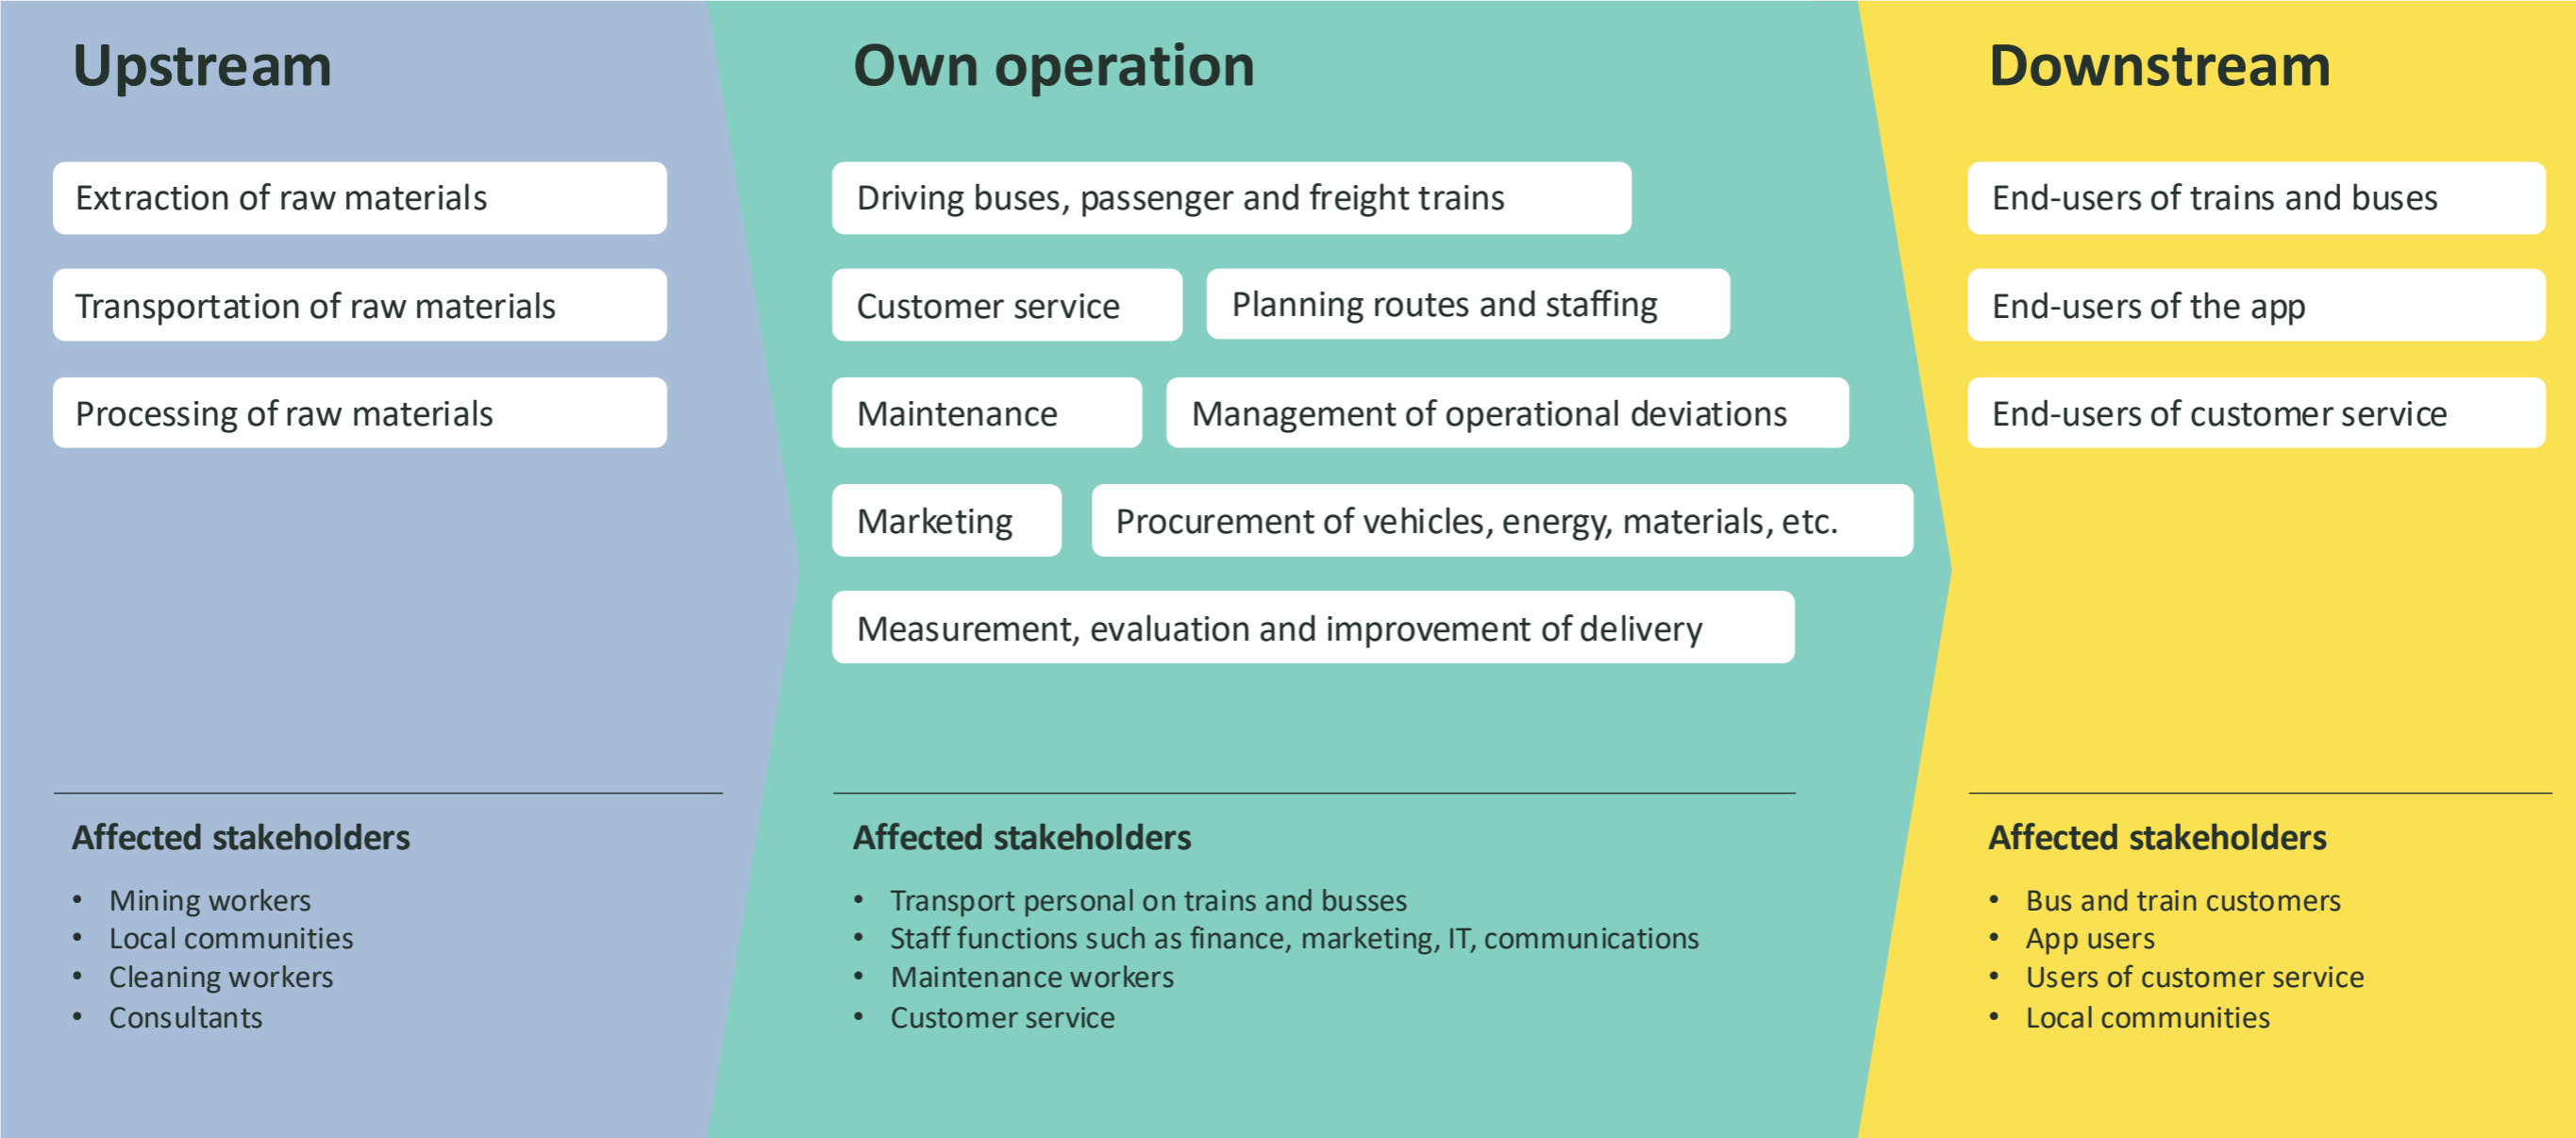 Upstream
Extraction of raw materials
Transportation of raw materials
Processing of raw materials
Affected stakeholders
• Mining workers
• Local communities
• Cleaning workers
• Consultants
Own operation
Driving buses, passenger and freight trains
Customer service
Planning routes and staffing
Maintenance
Management of operational deviations
Marketing
Procurement of vehicles, energy, materials, etc.
Measurement, evaluation and improvement of delivery
Affected stakeholders
• Transport personal on trains and busses
• Staff functions such as finance, marketing, IT, communications
• Maintenance workers
• Customer service
Downstream
End-users of trains and buses
End-users of the app
End-users of customer service
Affected stakeholders
• Bus and train customers
• App users
• Users of customer service
• Local communities